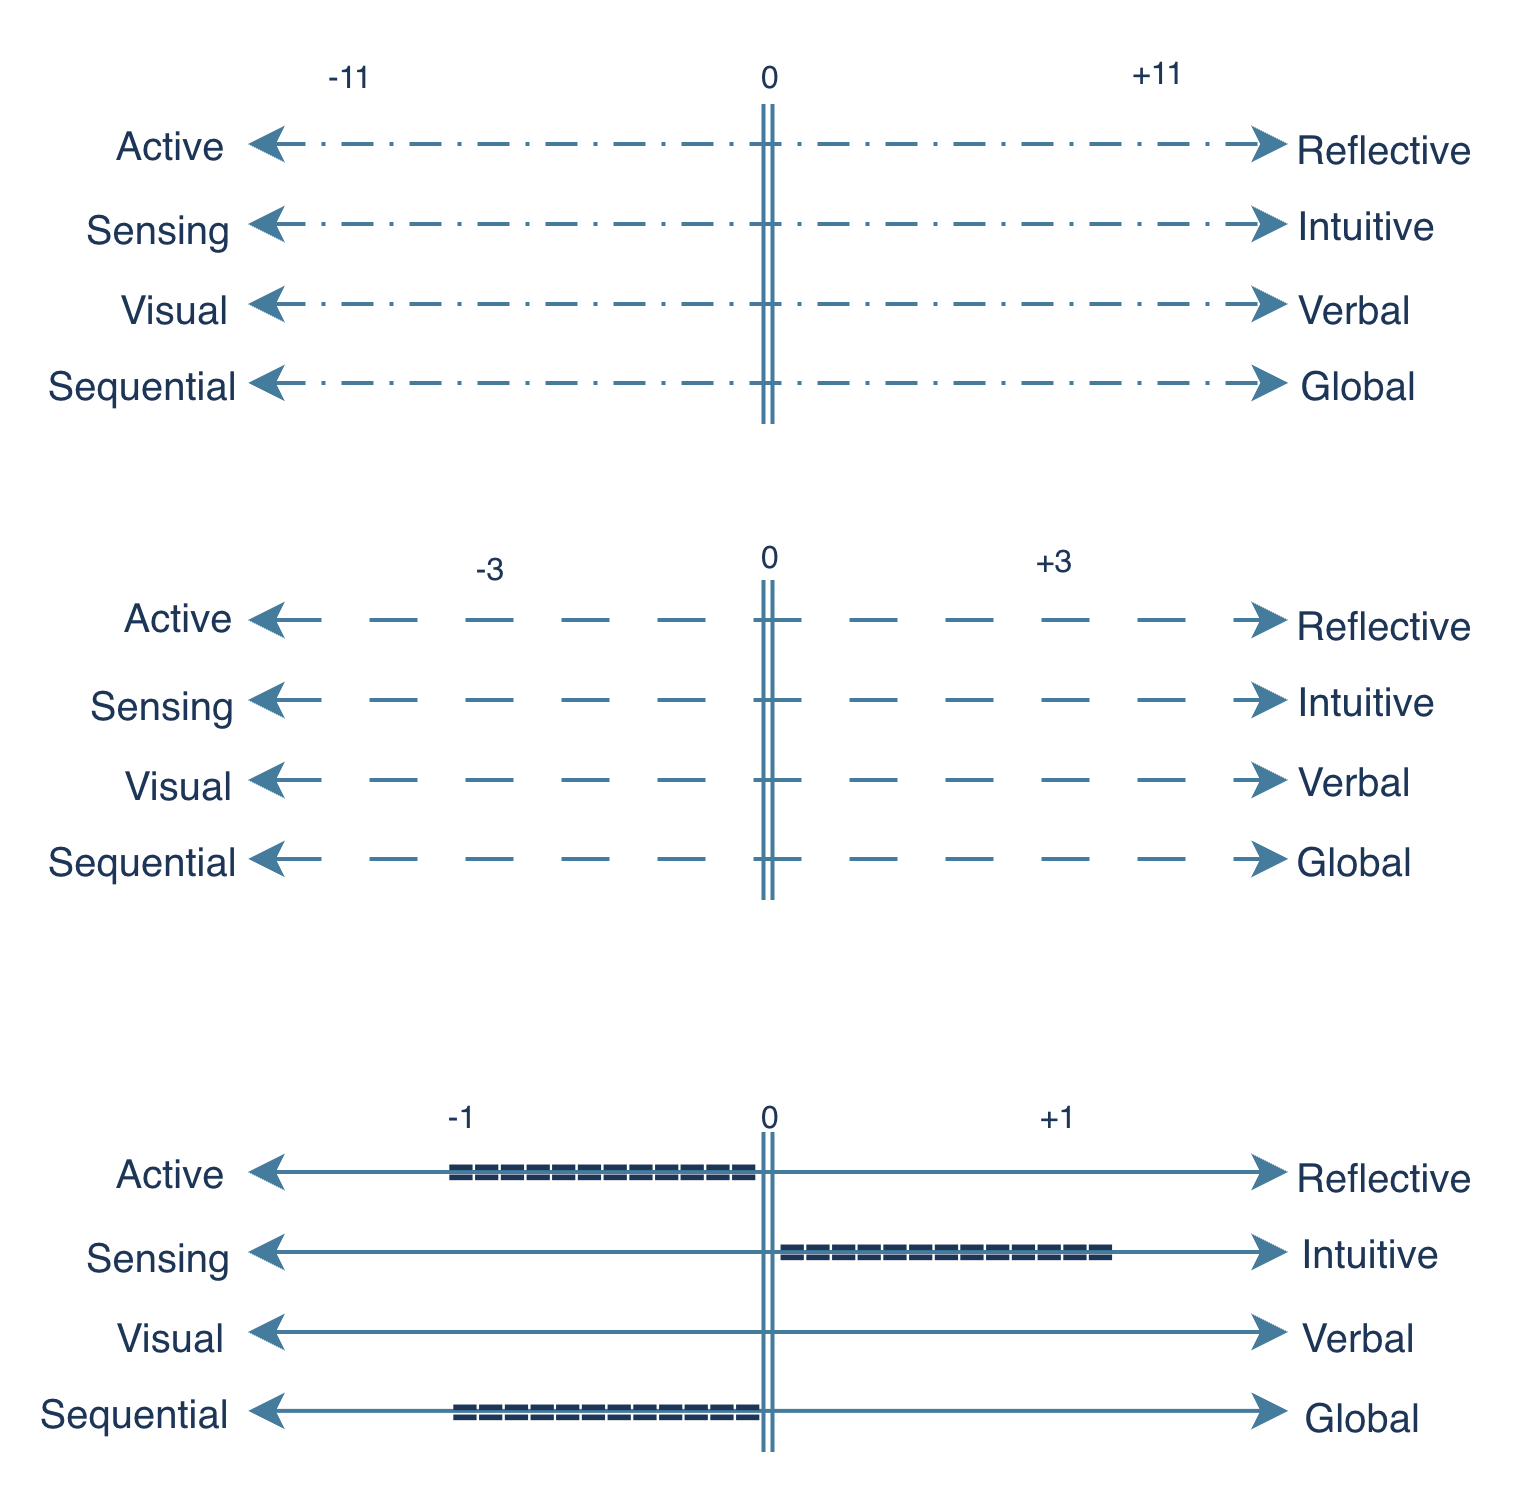 -11 0 +11
Active Reflective
Sensing Intuitive
Visual Verbal
Sequential Global
-3 0 +3
Active Reflective
Sensing Intuitive
Visual Verbal
Sequential Global
-1 0 +1
Active Reflective
Sensing Intuitive
Visual Verbal
Sequential Global